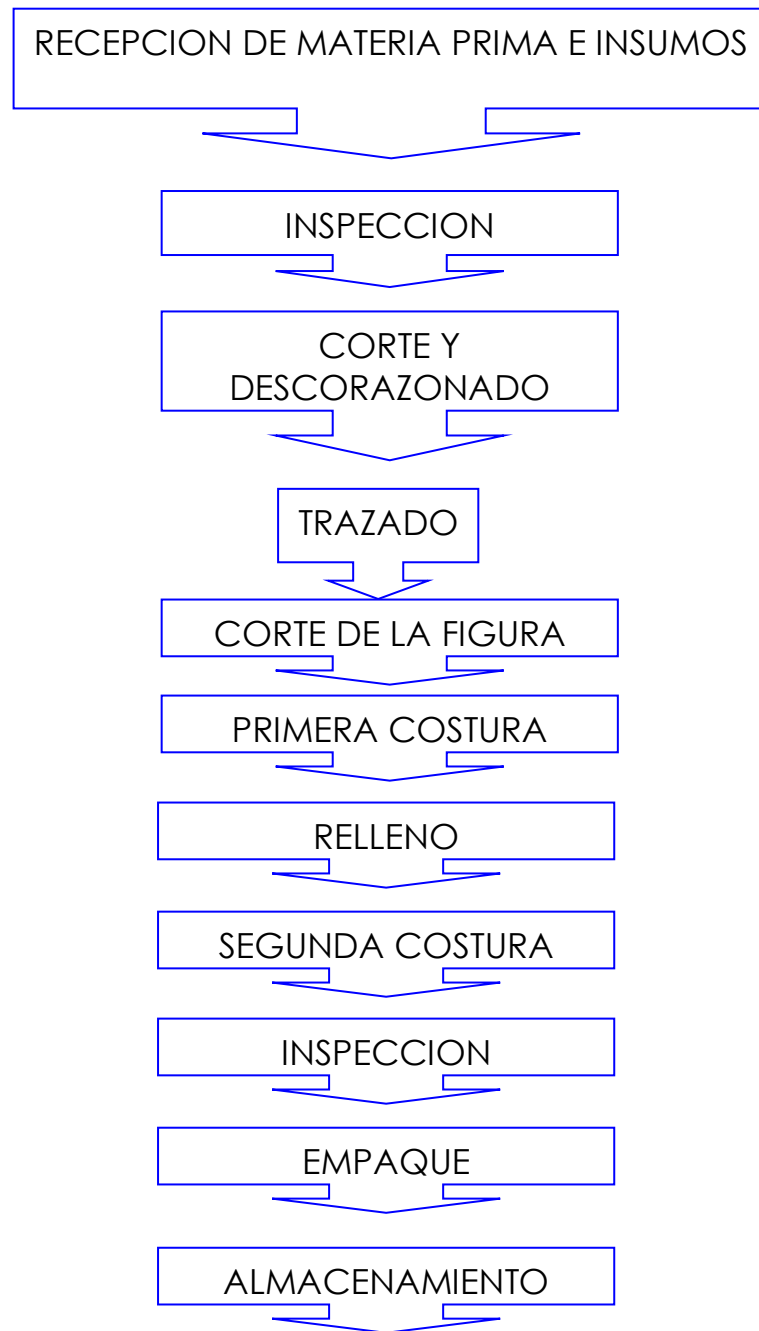 RECEPCION DE MATERIA PRIMA E INSUMOS
INSPECCION
CORTE Y
DESCORAZONADO
TRAZADO
CORTE DE LA FIGURA
PRIMERA COSTURA
RELLENO
SEGUNDA COSTURA
INSPECCION
EMPAQUE
ALMACENAMIENTO